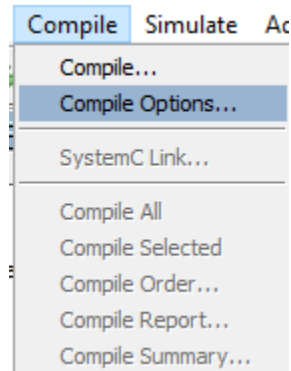 Compile Simulate
Compile...
Compile Options...
SystemC Link...
Compile All
Compile Selected
Compile Order...
Compile Report...
Compile Summary...